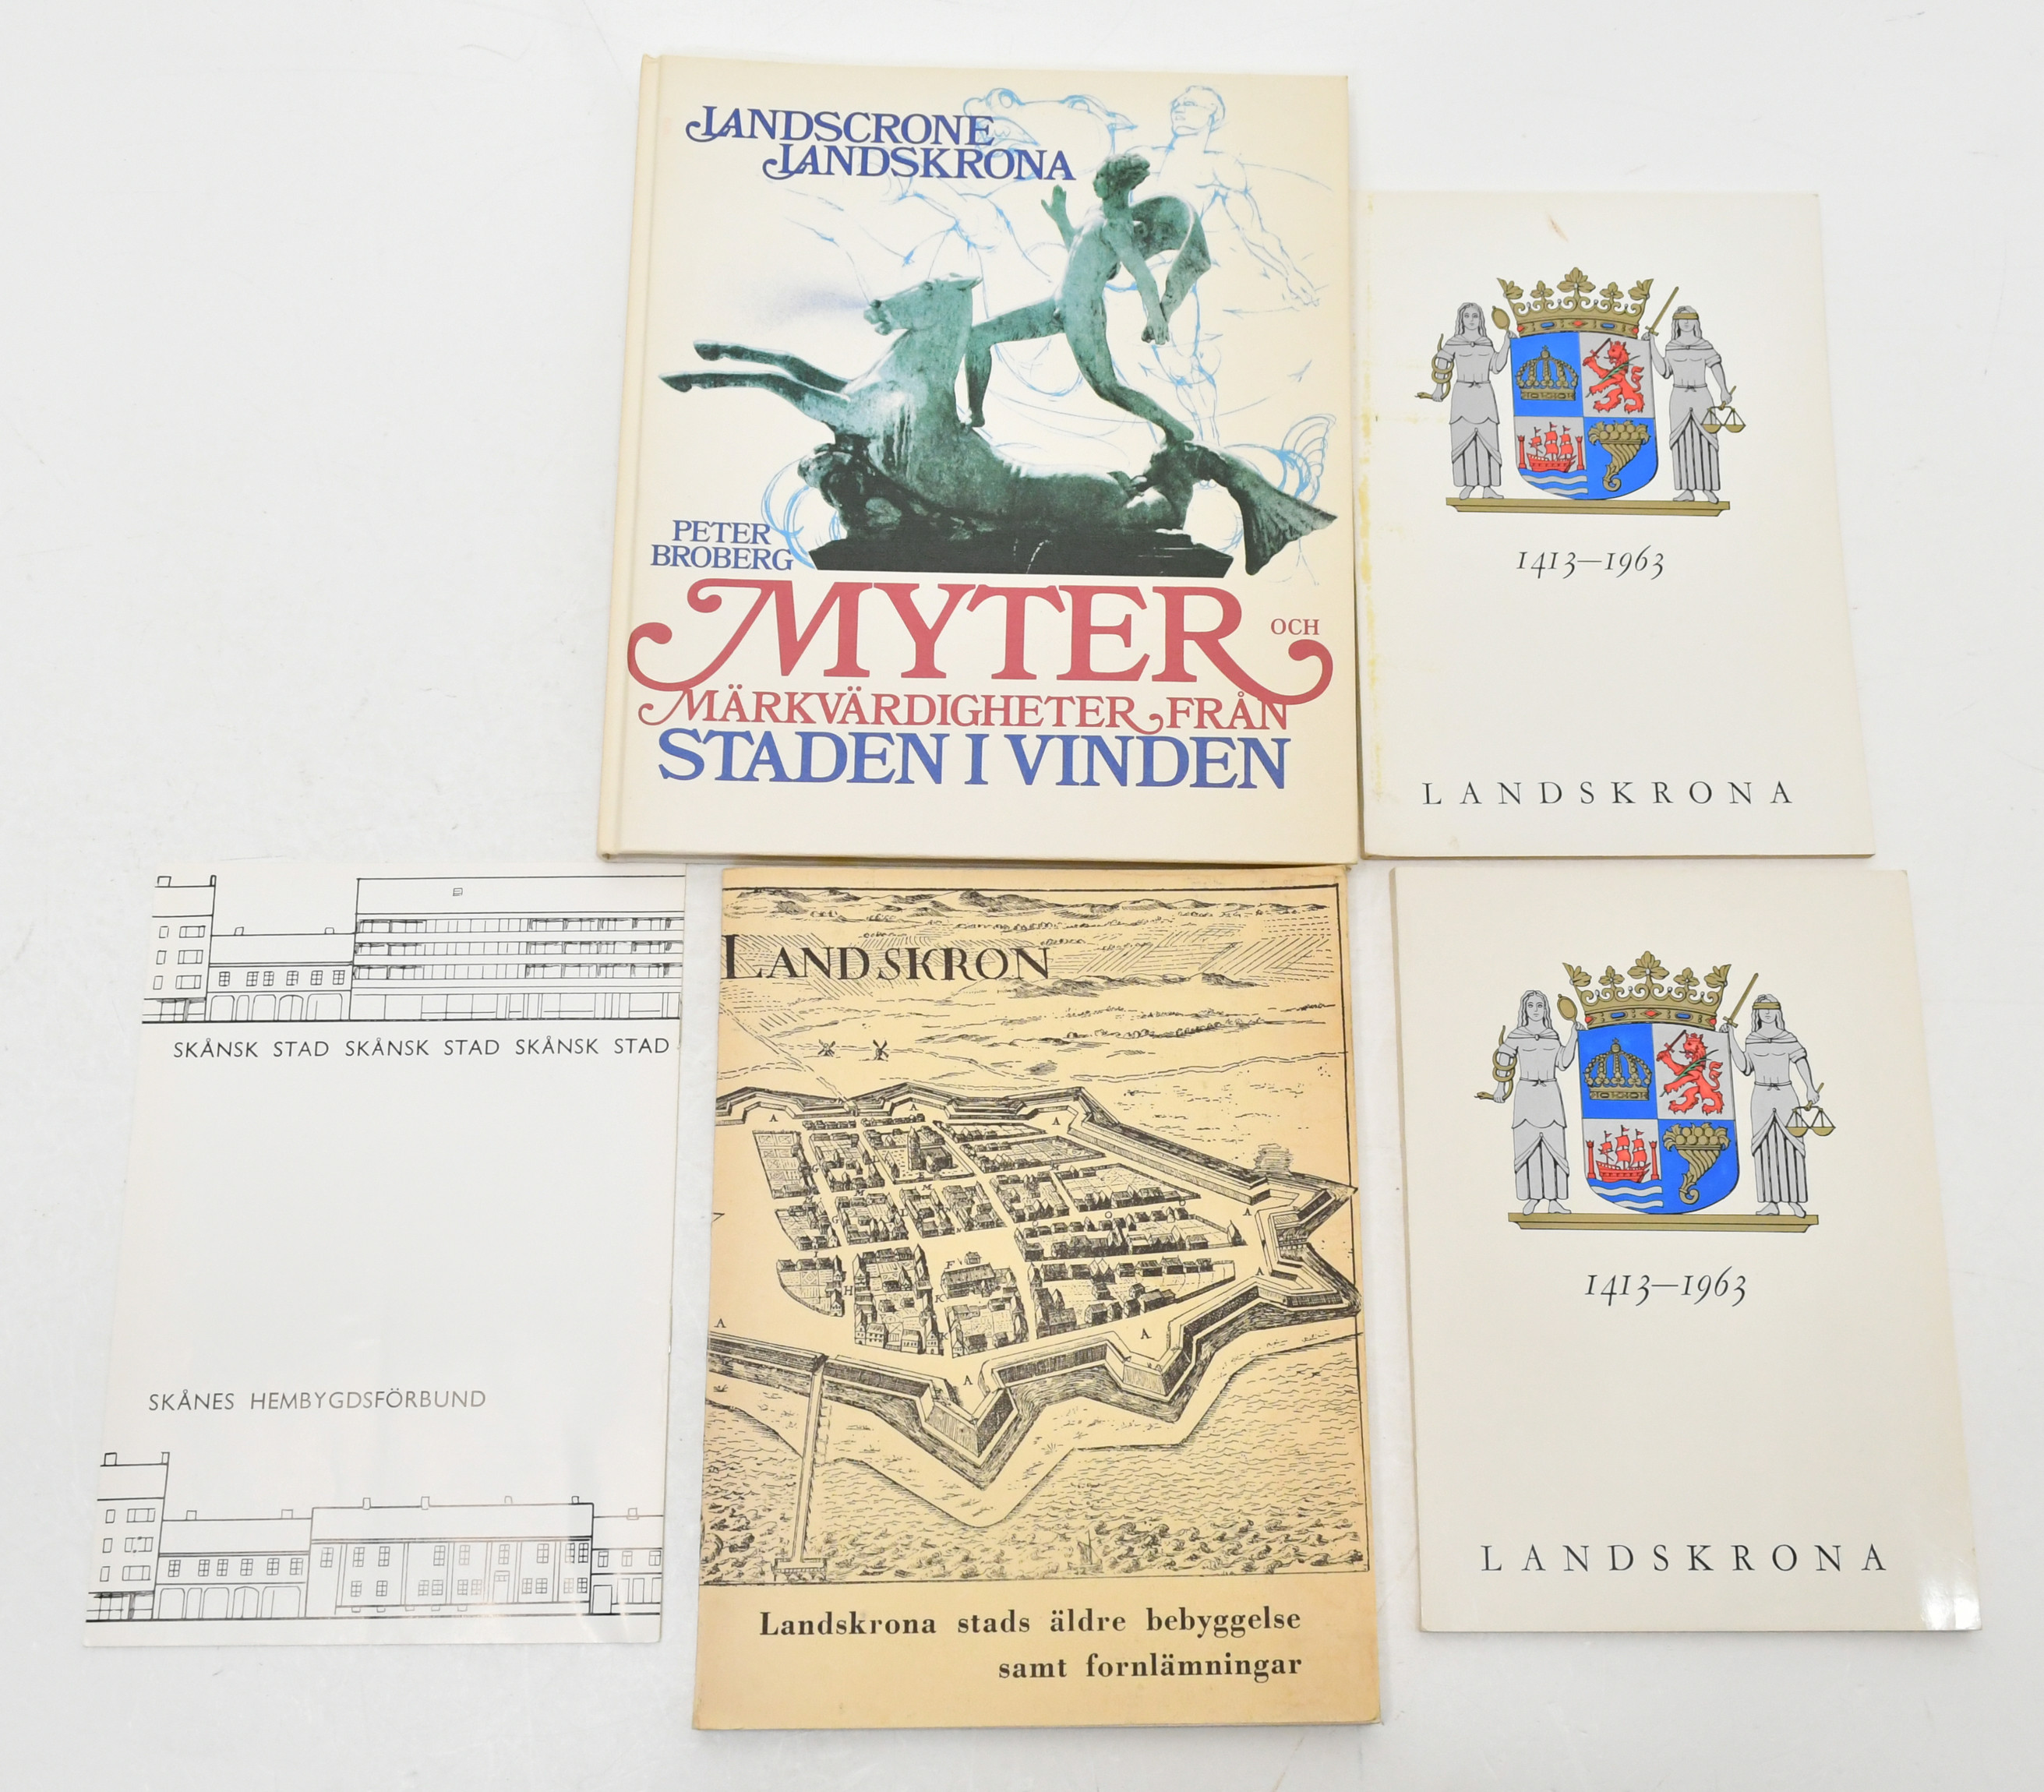 LANDSCRONE
LANDSKRONA
PETER
BROBERG
MYTER OCH
MÄRKVÄRDIGHETER FRÅN
STADEN I VINDEN
1413–1963
LANDSKRONA
SKÅNSK STAD SKÅNSK STAD SKÅNSK STAD
SKÅNES HEMBYGDSFÖRBUND
LANDSKRON
A
A
A
A
A
A
A
A
F
H
K
Landskrona stads äldre bebyggelse
samt fornlämningar
1413–1963
LANDSKRONA